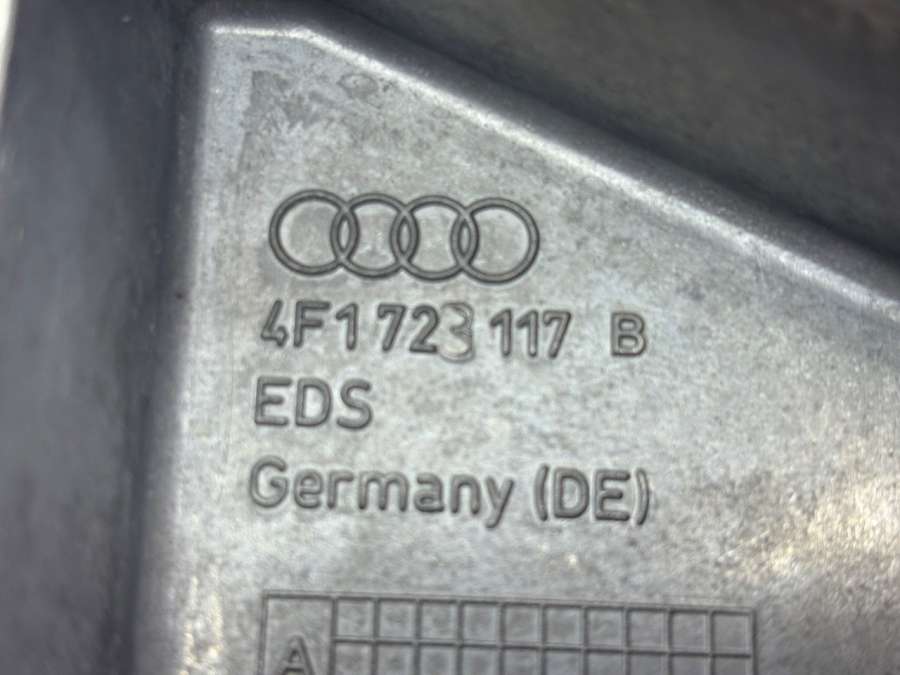 4F1 723 117 B
EDS
Germany (DE)
A